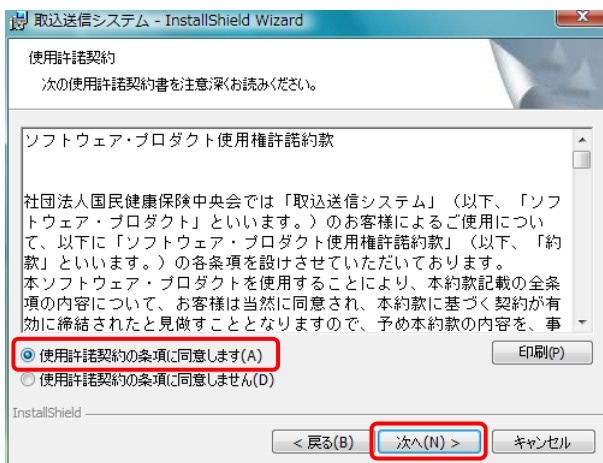 取込送信システム - InstallShield Wizard
使用許諾契約
次の使用許諾契約書を注意深くお読みください。
ソフトウェア・プロダクト使用権許諾約款
社団法人国民健康保険中央会では「取込送信システム」（以下、「ソフ
トウェア・プロダクト」といいます。）のお客様によるご使用につい
て、以下に「ソフトウェア・プロダクト使用権許諾約款」（以下、「約
款」といいます。）の各条項を設けさせていただいております。
本ソフトウェア・プロダクトを使用することにより、本約款記載の全条
項の内容について、お客様は当然に同意され、本約款に基づく契約が有
効に締結されたと見做すこととなりますので、予め本約款の内容を、事
使用許諾契約の条項に同意します(A)
印刷(P)
使用許諾契約の条項に同意しません(D)
InstallShield
< 戻る(B) 次へ(N) > キャンセル